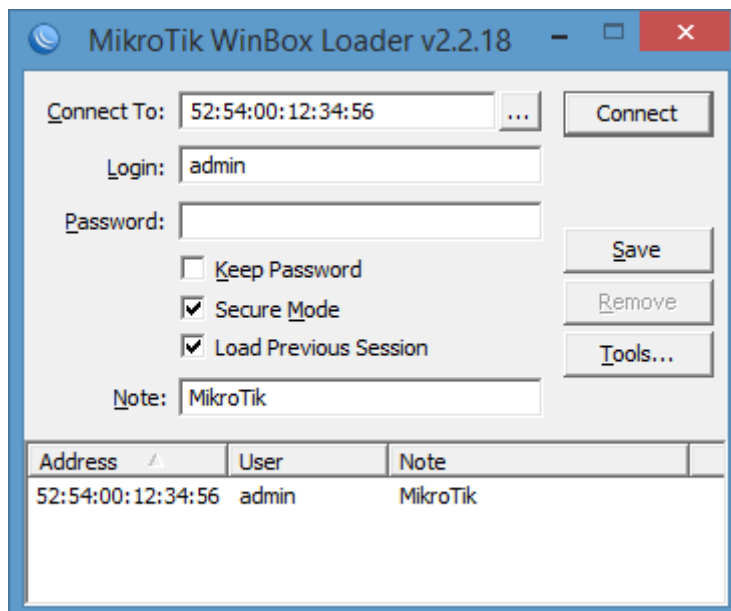 MikroTik WinBox Loader v2.2.18
Connect To: 52:54:00:12:34:56 ... Connect
Login: admin
Password:
Keep Password Save
Secure Mode Remove
Load Previous Session Tools...
Note: MikroTik
Address User Note
52:54:00:12:34:56 admin MikroTik